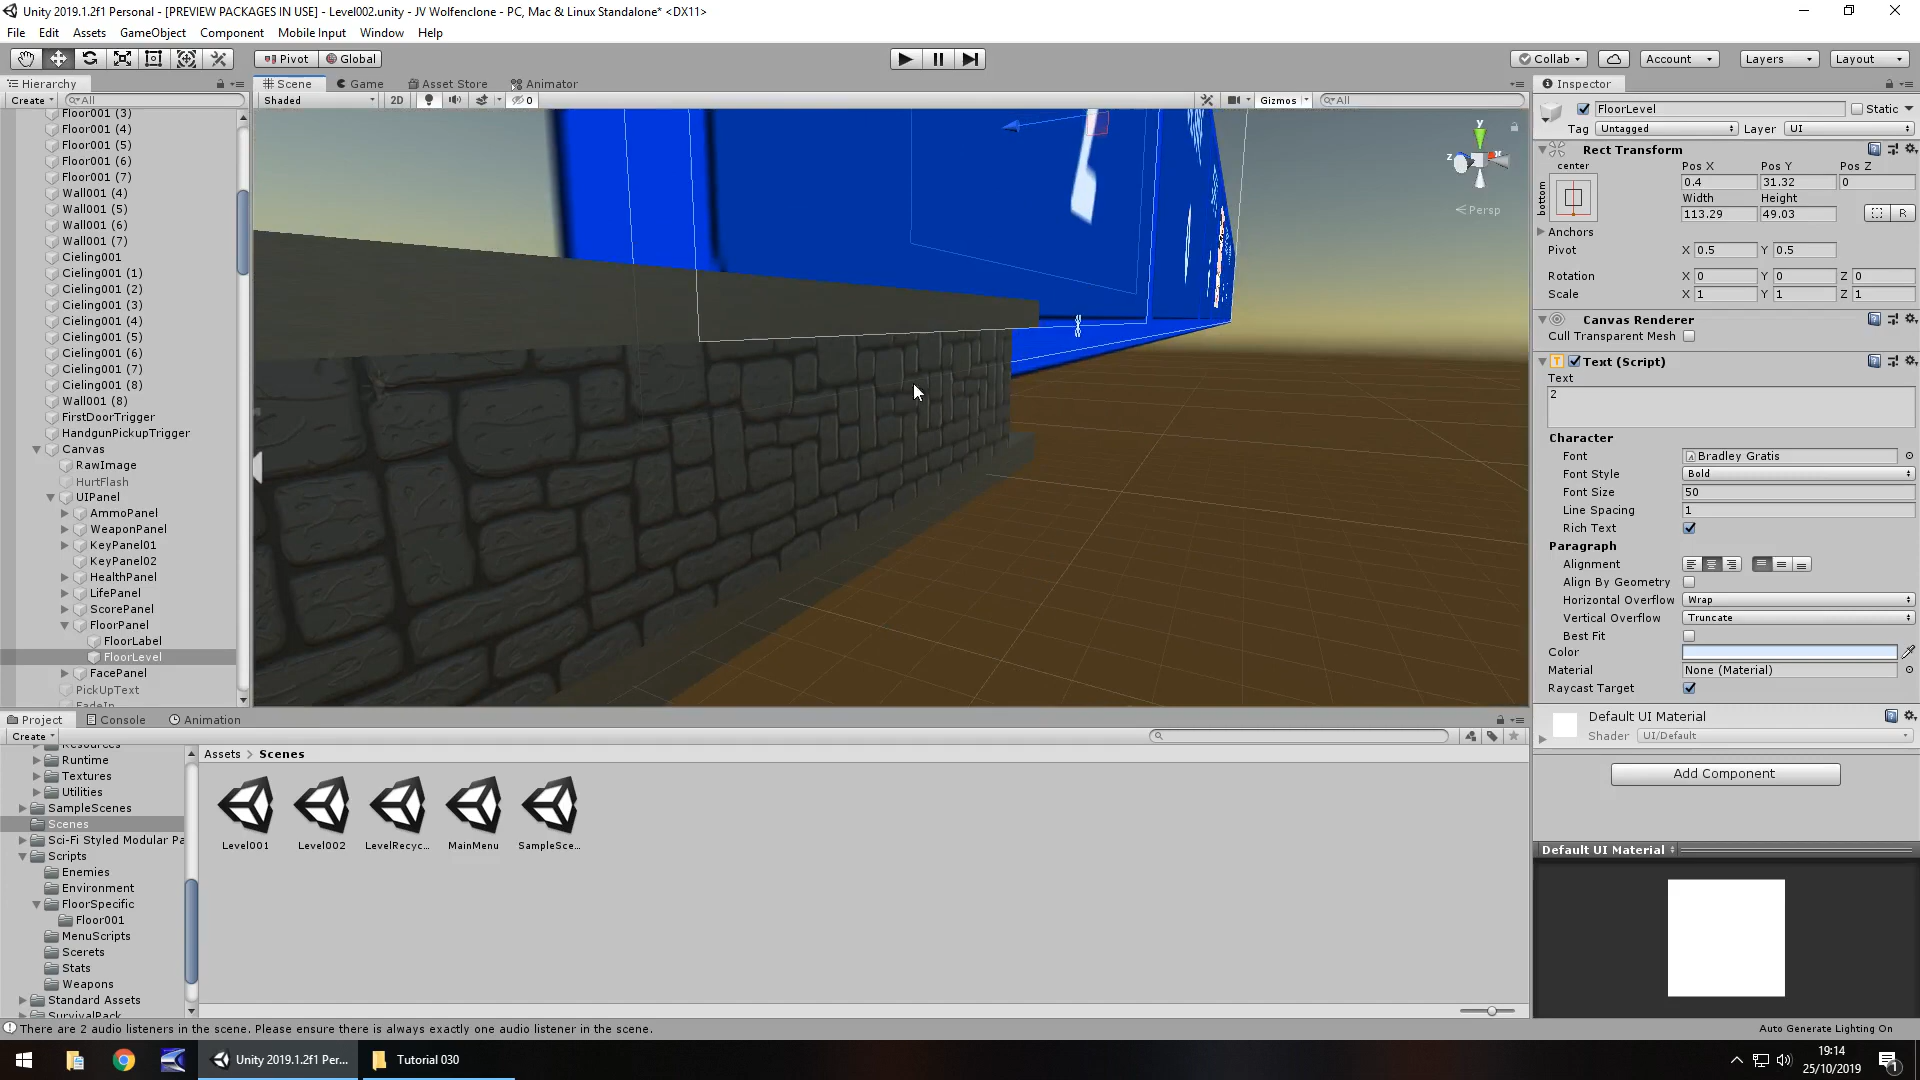 Unity 2019.1.2f1 Personal - [PREVIEW PACKAGES IN USE] - Level002.unity - JV Wolfenclone - PC, Mac & Linux Standalone* <DX11>
File Edit Assets GameObject Component Mobile Input Window Help
Pivot Global Collab Account Layers Layout
Hierarchy Scene Game Asset Store Animator Inspector
Create All Shaded 2D 0 Gizmos All
Floor001 (3)
Floor001 (4)
Floor001 (5)
Floor001 (6)
Floor001 (7)
Wall001 (4)
Wall001 (5)
Wall001 (6)
Wall001 (7)
Cieling001
Cieling001 (1)
Cieling001 (2)
Cieling001 (3)
Cieling001 (4)
Cieling001 (5)
Cieling001 (6)
Cieling001 (7)
Cieling001 (8)
Wall001 (8)
FirstDoorTrigger
HandgunPickupTrigger
Canvas
RawImage
HurtFlash
UIPanel
AmmoPanel
WeaponPanel
KeyPanel01
KeyPanel02
HealthPanel
LifePanel
ScorePanel
FloorPanel
FloorLabel
FloorLevel
FacePanel
PickUpText
FadeIn
y
z x
Persp
FloorLevel Static
Tag Untagged Layer UI
Rect Transform
center Pos X Pos Y Pos Z
bottom 0.4 31.32 0
Width Height
113.29 49.03 R
Anchors
Pivot X 0.5 Y 0.5
Rotation X 0 Y 0 Z 0
Scale X 1 Y 1 Z 1
Canvas Renderer
Cull Transparent Mesh
Text (Script)
Text
2
Character
Font Bradley Gratis
Font Style Bold
Font Size 50
Line Spacing 1
Rich Text
Paragraph
Alignment
Align By Geometry
Horizontal Overflow Wrap
Vertical Overflow Truncate
Best Fit
Color
Material None (Material)
Raycast Target
Default UI Material
Shader UI/Default
Add Component
Default UI Material
Project Console Animation
Create
Resources
Runtime
Textures
Utilities
SampleScenes
Scenes
Sci-Fi Styled Modular Pa
Scripts
Enemies
Environment
FloorSpecific
Floor001
MenuScripts
Scerets
Stats
Weapons
Standard Assets
SurvivalPack
Assets > Scenes
Level001 Level002 LevelRecyc... MainMenu SampleSce...
There are 2 audio listeners in the scene. Please ensure there is always exactly one audio listener in the scene.
Auto Generate Lighting On
Unity 2019.1.2f1 Per... Tutorial 030
19:14
25/10/2019
1